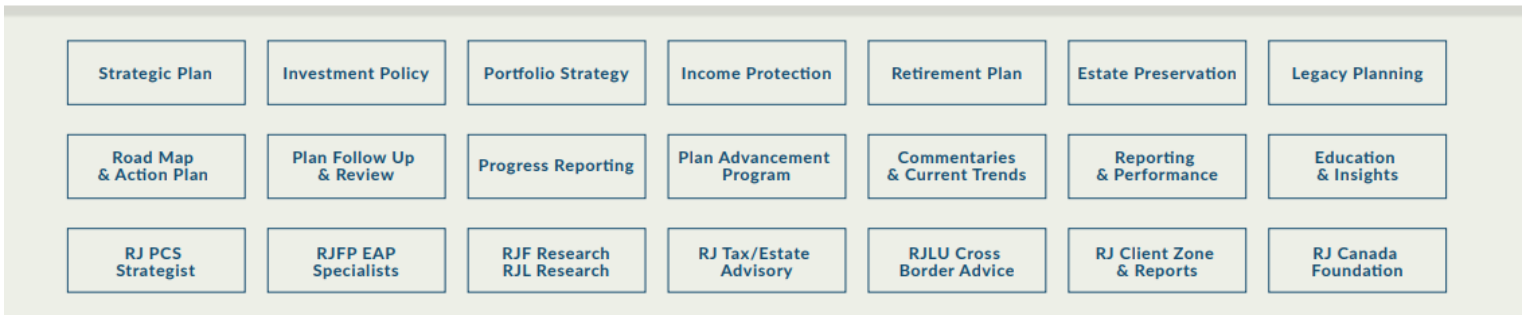 Strategic Plan
Investment Policy
Portfolio Strategy
Income Protection
Retirement Plan
Estate Preservation
Legacy Planning
Road Map
& Action Plan
Plan Follow Up
& Review
Progress Reporting
Plan Advancement
Program
Commentaries
& Current Trends
Reporting
& Performance
Education
& Insights
RJ PCS
Strategist
RJFP EAP
Specialists
RJF Research
RJL Research
RJ Tax/Estate
Advisory
RJLU Cross
Border Advice
RJ Client Zone
& Reports
RJ Canada
Foundation